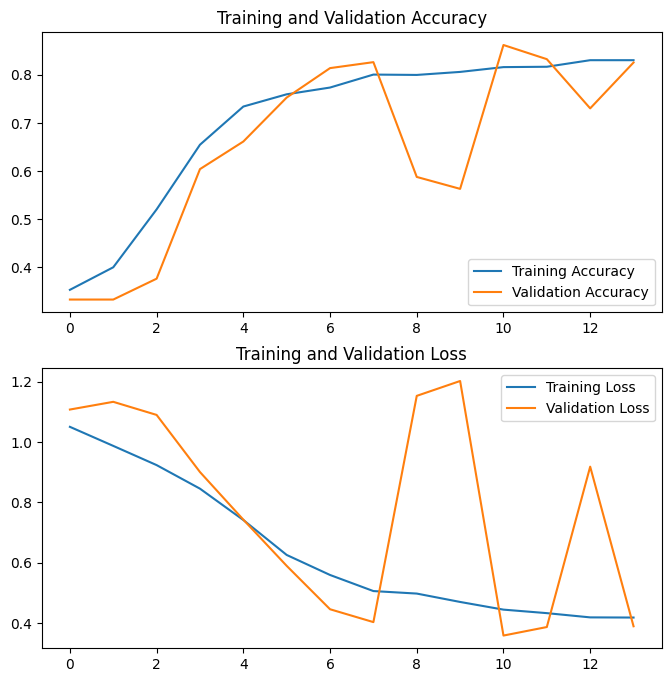 Training and Validation Accuracy
0.8
0.7
0.6
0.5
0.4
Training Accuracy
Validation Accuracy
0 2 4 6 8 10 12
Training and Validation Loss
1.2
1.0
0.8
0.6
0.4
Training Loss
Validation Loss
0 2 4 6 8 10 12